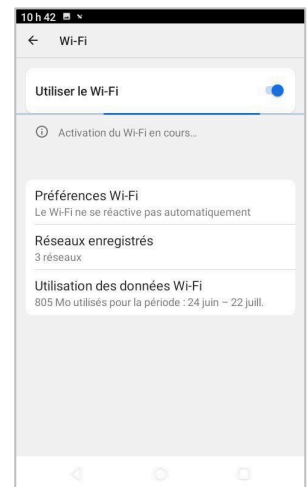 10 h 42
Wi-Fi
Utiliser le Wi-Fi
Activation du Wi-Fi en cours…
Préférences Wi-Fi
Le Wi-Fi ne se réactive pas automatiquement
Réseaux enregistrés
3 réseaux
Utilisation des données Wi-Fi
805 Mo utilisés pour la période : 24 juin – 22 juill.